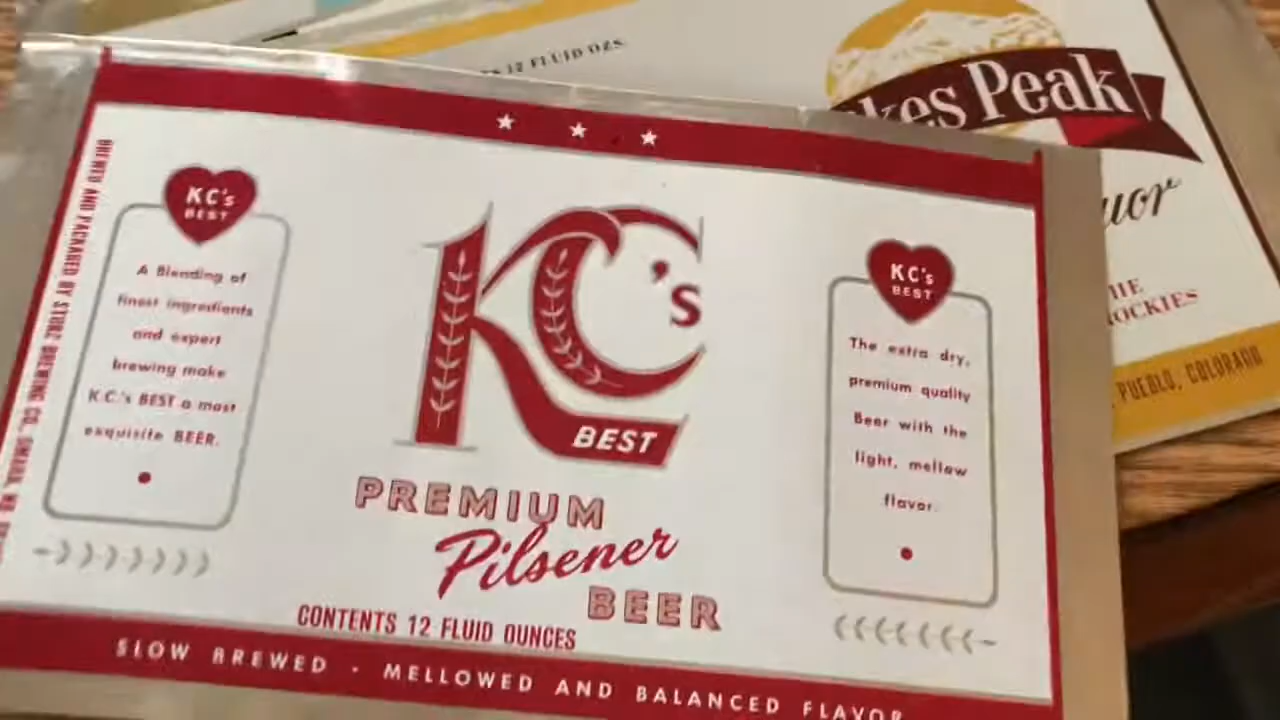 12 FLUID OZS.
kes Peak
uor
OCKIES
PUEBLO, COLORADO
BREWED AND PACKAGED BY STORZ BREWING CO., OMAHA,
KC's
BEST
A Blending of
finest ingredients
and expert
brewing make
K.C.'s BEST a most
exquisite BEER.
KC's
BEST
PREMIUM
Pilsener
BEER
CONTENTS 12 FLUID OUNCES
KC's
BEST
The extra dry,
premium quality
Beer with the
light, mellow
flavor.
SLOW BREWED · MELLOWED AND BALANCED FLAVOR